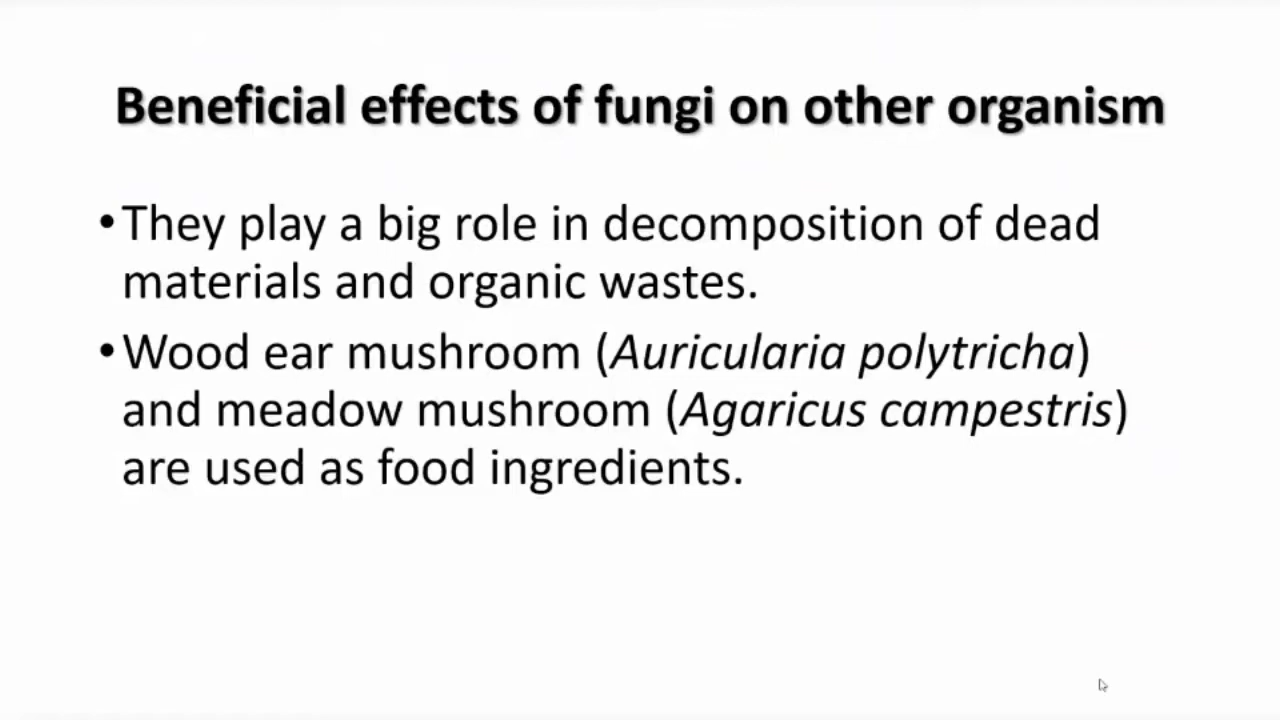 Beneficial effects of fungi on other organism
•They play a big role in decomposition of dead
materials and organic wastes.
•Wood ear mushroom (Auricularia polytricha)
and meadow mushroom (Agaricus campestris)
are used as food ingredients.